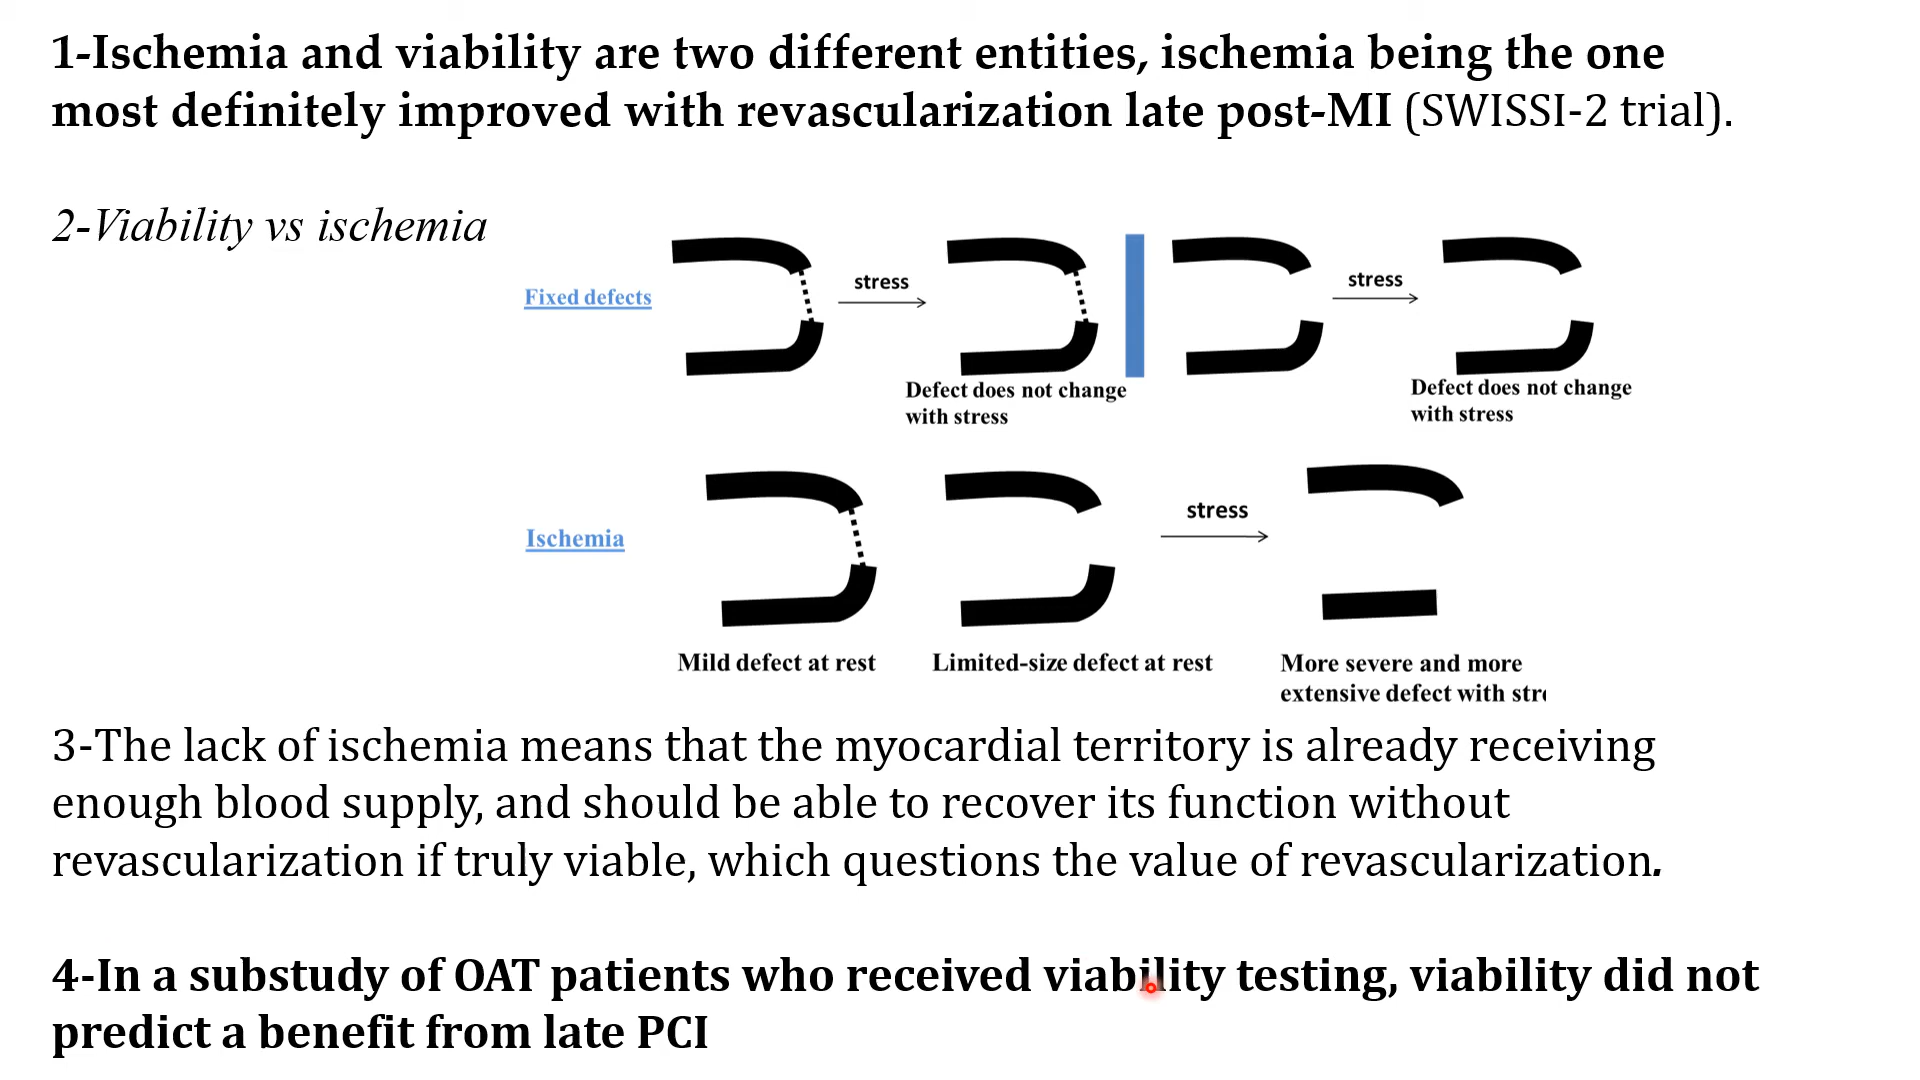 1-Ischemia and viability are two different entities, ischemia being the one
most definitely improved with revascularization late post-MI (SWISSI-2 trial).
2-Viability vs ischemia
Fixed defects
stress
stress
Defect does not change
with stress
Defect does not change
with stress
Ischemia
stress
Mild defect at rest
Limited-size defect at rest
More severe and more
extensive defect with stre
3-The lack of ischemia means that the myocardial territory is already receiving
enough blood supply, and should be able to recover its function without
revascularization if truly viable, which questions the value of revascularization.
4-In a substudy of OAT patients who received viability testing, viability did not
predict a benefit from late PCI